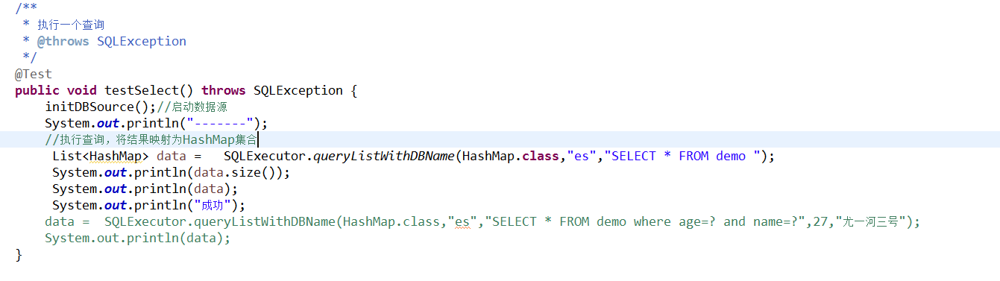 /**
 * 执行一个查询
 * @throws SQLException
 */
@Test
public void testSelect() throws SQLException {
    initDBSource();//启动数据源
    System.out.println("-------");
    //执行查询，将结果映射为HashMap集合
     List<HashMap> data =   SQLExecutor.queryListWithDBName(HashMap.class,"es","SELECT * FROM demo ");
     System.out.println(data.size());
     System.out.println(data);
     System.out.println("成功");
    data =  SQLExecutor.queryListWithDBName(HashMap.class,"es","SELECT * FROM demo where age=? and name=?",27,"尤一河三号");
    System.out.println(data);
}